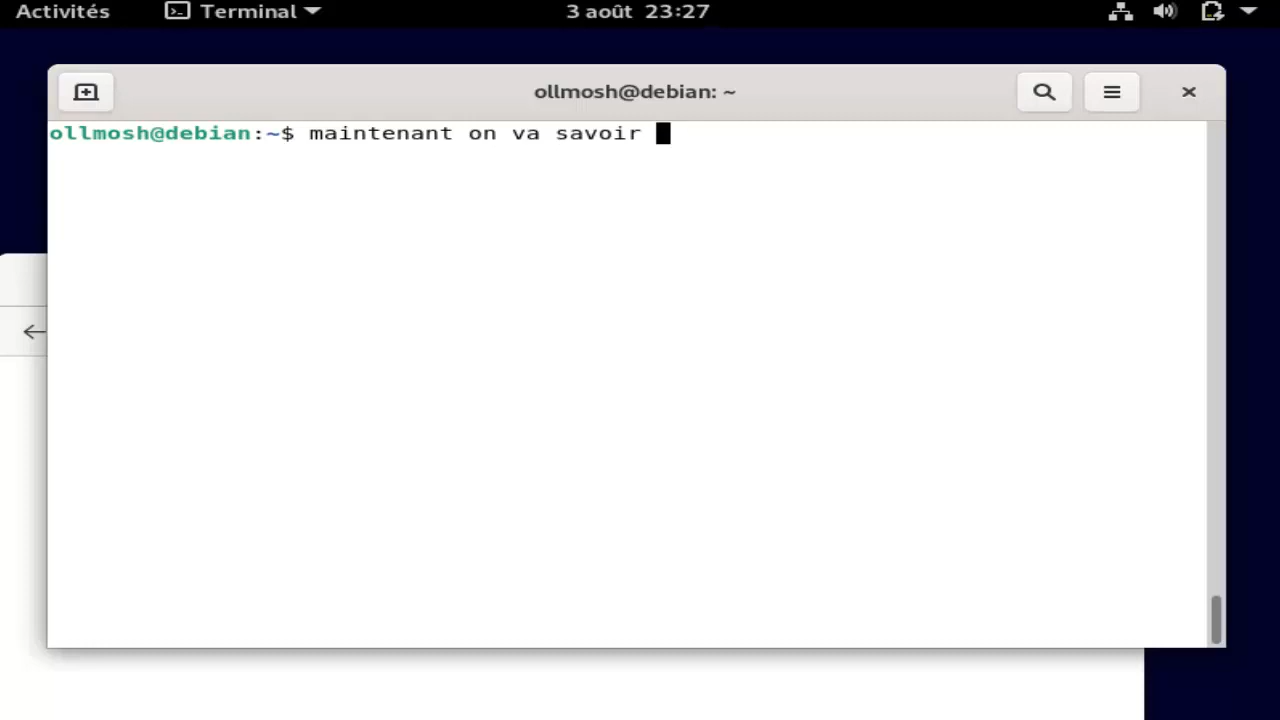 Activités
Terminal
3 août 23:27
ollmosh@debian: ~
ollmosh@debian:~$ maintenant on va savoir